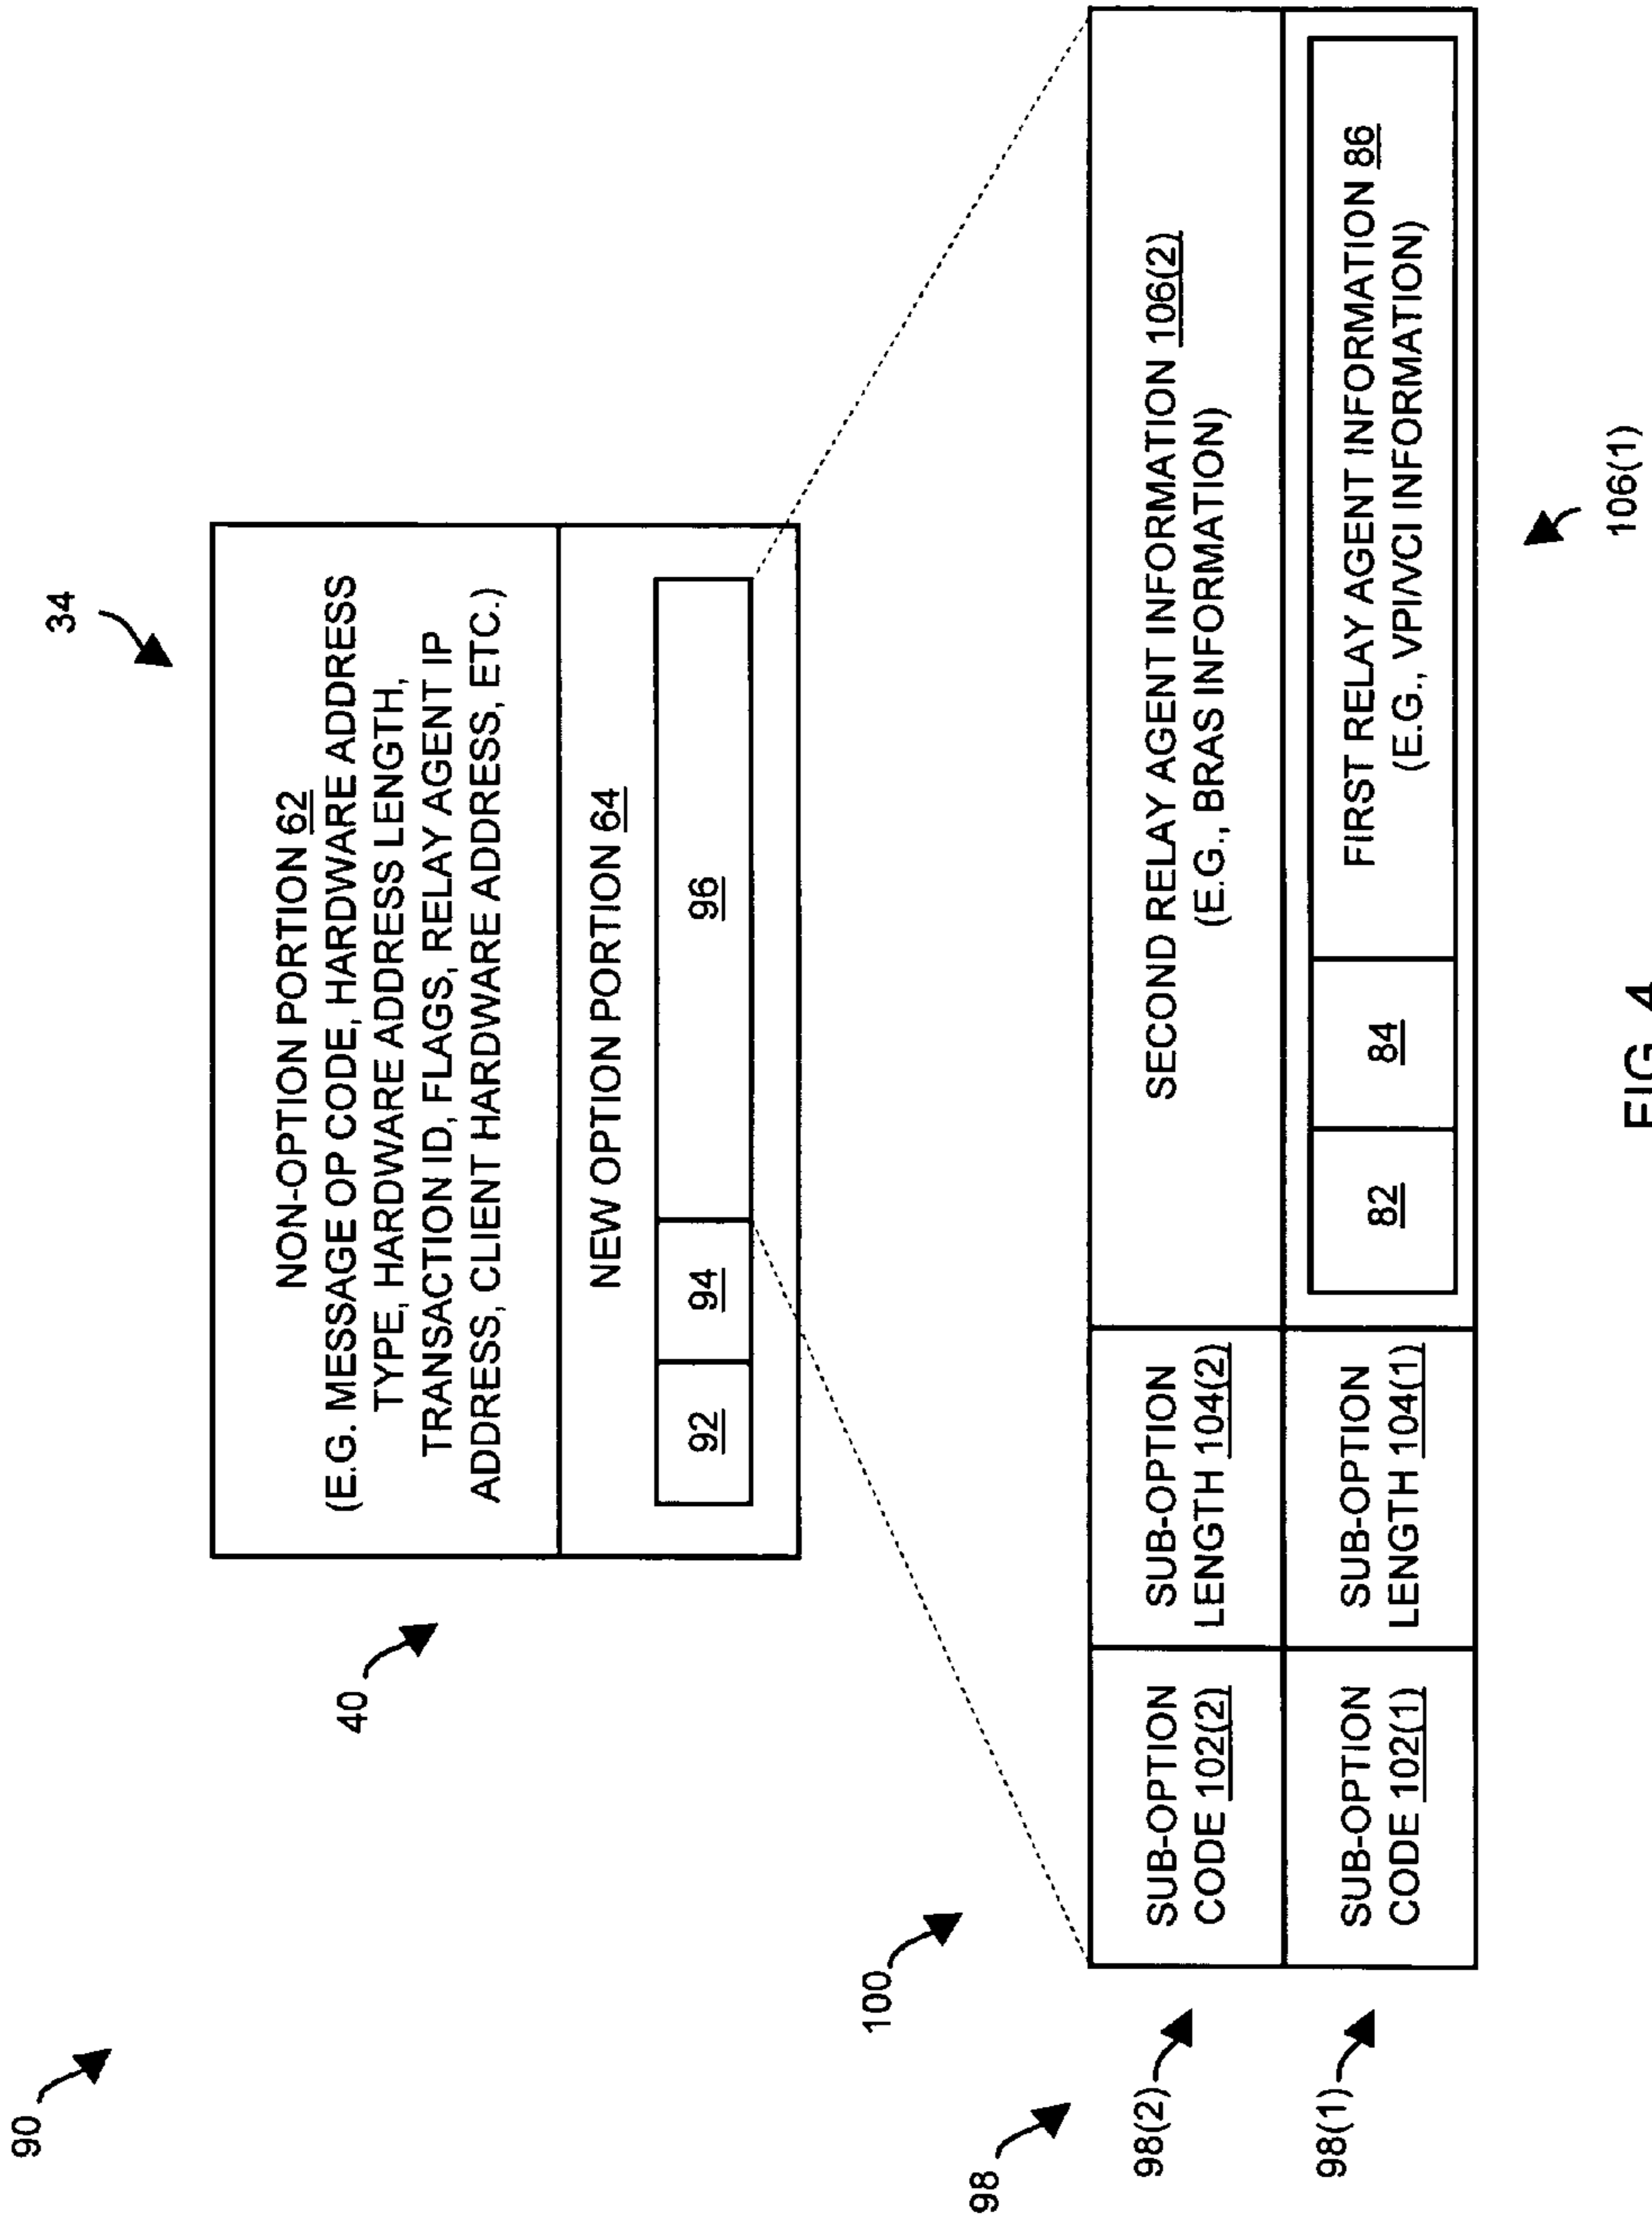 90
34
40
NON-OPTION PORTION 62
(E.G. MESSAGE OP CODE, HARDWARE ADDRESS
TYPE, HARDWARE ADDRESS LENGTH,
TRANSACTION ID, FLAGS, RELAY AGENT IP
ADDRESS, CLIENT HARDWARE ADDRESS, ETC.)
NEW OPTION PORTION 64
92
94
96
100
98
98(2)
SUB-OPTION
CODE 102(2)
SUB-OPTION
LENGTH 104(2)
SECOND RELAY AGENT INFORMATION 106(2)
(E.G., BRAS INFORMATION)
98(1)
SUB-OPTION
CODE 102(1)
SUB-OPTION
LENGTH 104(1)
82
84
FIRST RELAY AGENT INFORMATION 86
(E.G., VPI/VCI INFORMATION)
106(1)
FIG. 4